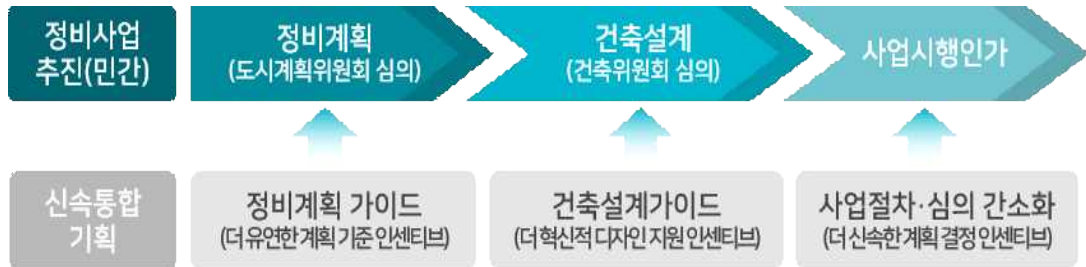 정비사업
추진(민간)
정비계획
(도시계획위원회 심의)
건축설계
(건축위원회 심의)
사업시행인가
신속통합
기획
정비계획 가이드
(더 유연한 계획 기준 인센티브)
건축설계가이드
(더 혁신적 디자인 지원 인센티브)
사업절차·심의 간소화
(더 신속한 계획 결정 인센티브)